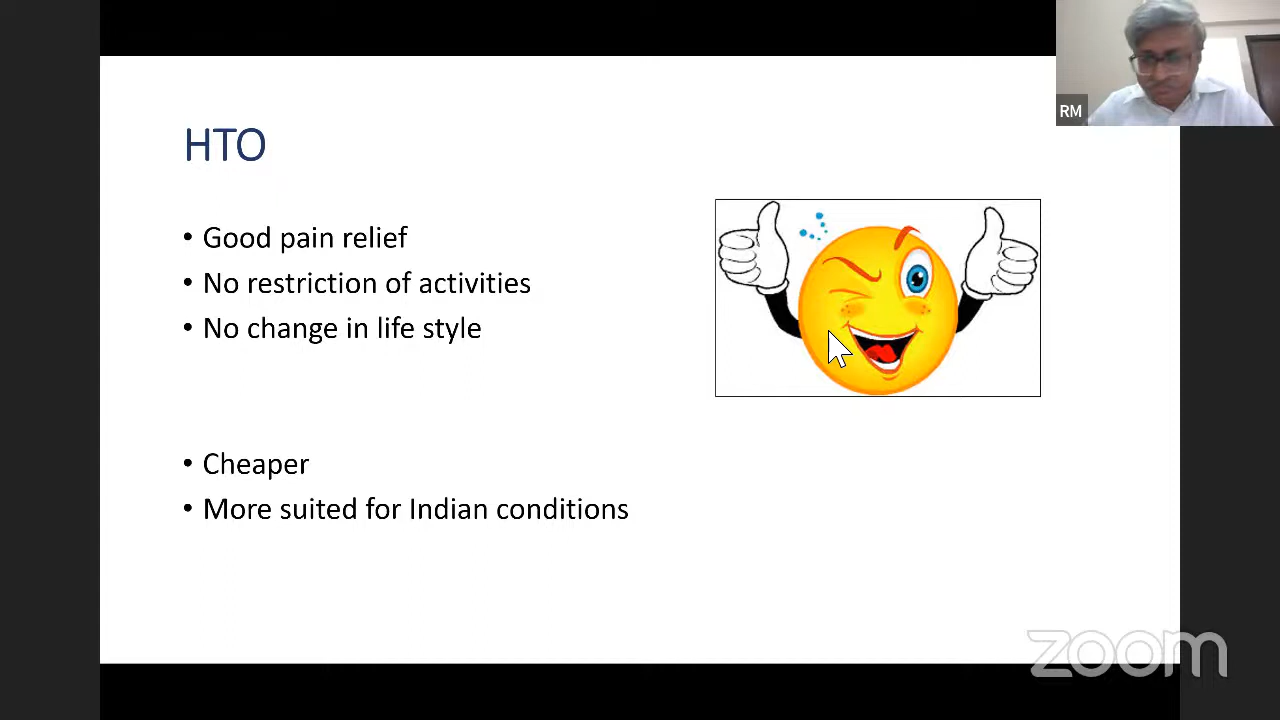 RM
HTO
• Good pain relief
• No restriction of activities
• No change in life style
• Cheaper
• More suited for Indian conditions
zoom